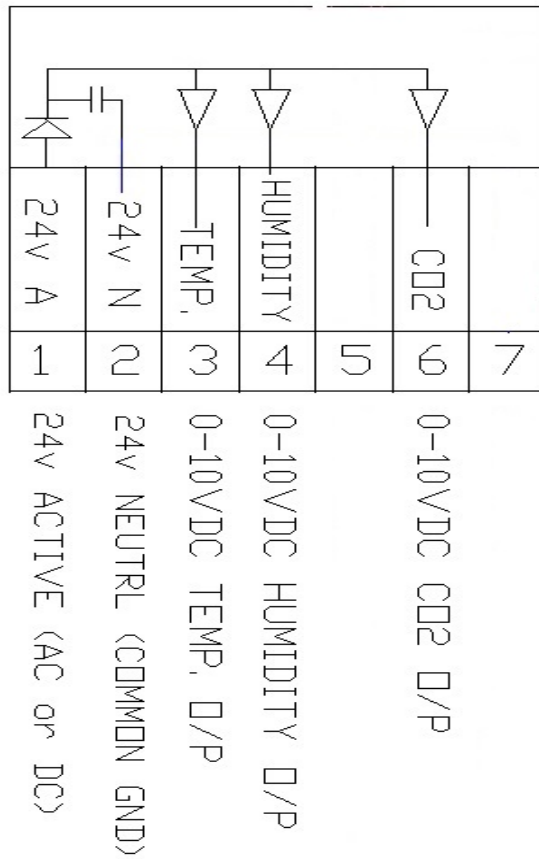 24v A
24v N
TEMP.
HUMIDITY
CO2
1 2 3 4 5 6 7
24v ACTIVE (AC or DC)
24v NEUTRL (COMMON GND)
0-10VDC TEMP. O/P
0-10VDC HUMIDITY O/P
0-10VDC CO2 O/P